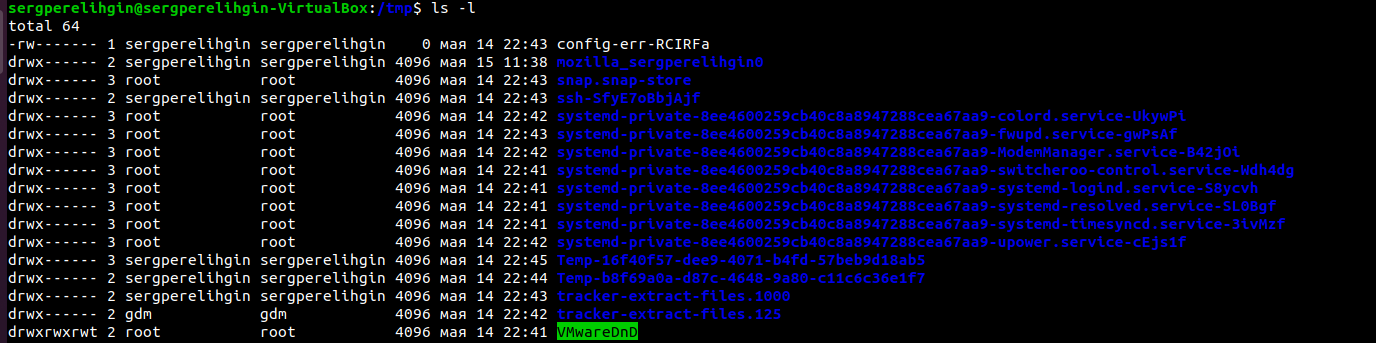 sergperelihgin@sergperelihgin-VirtualBox:/tmp$ ls -l
total 64
-rw------- 1 sergperelihgin sergperelihgin    0 мая 14 22:43 config-err-RCIRFa
drwx------ 2 sergperelihgin sergperelihgin 4096 мая 15 11:38 mozilla_sergperelihgin0
drwx------ 3 root           root           4096 мая 14 22:43 snap.snap-store
drwx------ 2 sergperelihgin sergperelihgin 4096 мая 14 22:43 ssh-SfyE7oBbjAjf
drwx------ 3 root           root           4096 мая 14 22:42 systemd-private-8ee4600259cb40c8a8947288cea67aa9-colord.service-UkywPi
drwx------ 3 root           root           4096 мая 14 22:43 systemd-private-8ee4600259cb40c8a8947288cea67aa9-fwupd.service-gwPsAf
drwx------ 3 root           root           4096 мая 14 22:42 systemd-private-8ee4600259cb40c8a8947288cea67aa9-ModemManager.service-B42jOi
drwx------ 3 root           root           4096 мая 14 22:41 systemd-private-8ee4600259cb40c8a8947288cea67aa9-switcheroo-control.service-Wdh4dg
drwx------ 3 root           root           4096 мая 14 22:41 systemd-private-8ee4600259cb40c8a8947288cea67aa9-systemd-logind.service-S8ycvh
drwx------ 3 root           root           4096 мая 14 22:41 systemd-private-8ee4600259cb40c8a8947288cea67aa9-systemd-resolved.service-SL0Bgf
drwx------ 3 root           root           4096 мая 14 22:41 systemd-private-8ee4600259cb40c8a8947288cea67aa9-systemd-timesyncd.service-3ivMzf
drwx------ 3 root           root           4096 мая 14 22:42 systemd-private-8ee4600259cb40c8a8947288cea67aa9-upower.service-cEjs1f
drwx------ 3 sergperelihgin sergperelihgin 4096 мая 14 22:45 Temp-16f40f57-dee9-4071-b4fd-57beb9d18ab5
drwx------ 2 sergperelihgin sergperelihgin 4096 мая 14 22:44 Temp-b8f69a0a-d87c-4648-9a80-c11c6c36e1f7
drwx------ 2 sergperelihgin sergperelihgin 4096 мая 14 22:43 tracker-extract-files.1000
drwx------ 2 gdm            gdm            4096 мая 14 22:42 tracker-extract-files.125
drwxrwxrwt 2 root           root           4096 мая 14 22:41 VMwareDnD